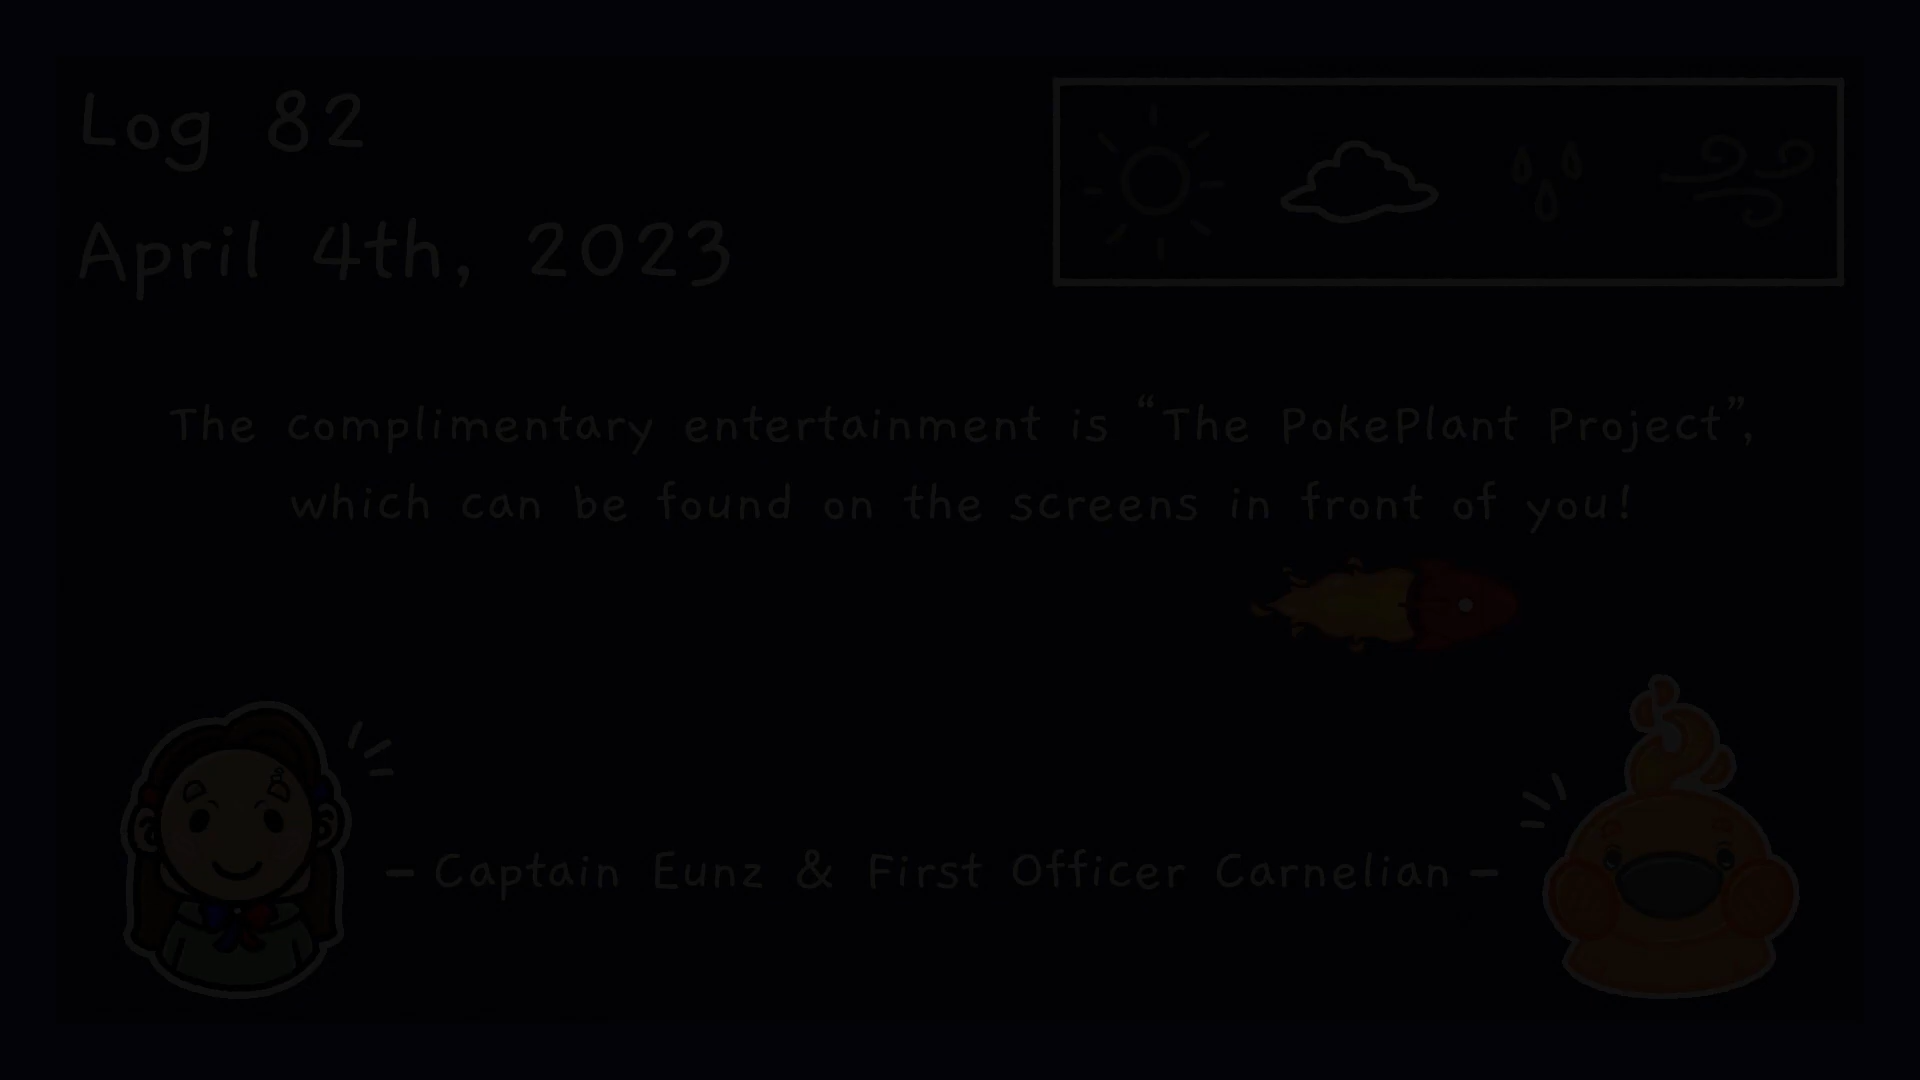 Log 82
April 4th, 2023
The complimentary entertainment is “The PokePlant Project”,
which can be found on the screens in front of you!
– Captain Eunz & First Officer Carnelian –